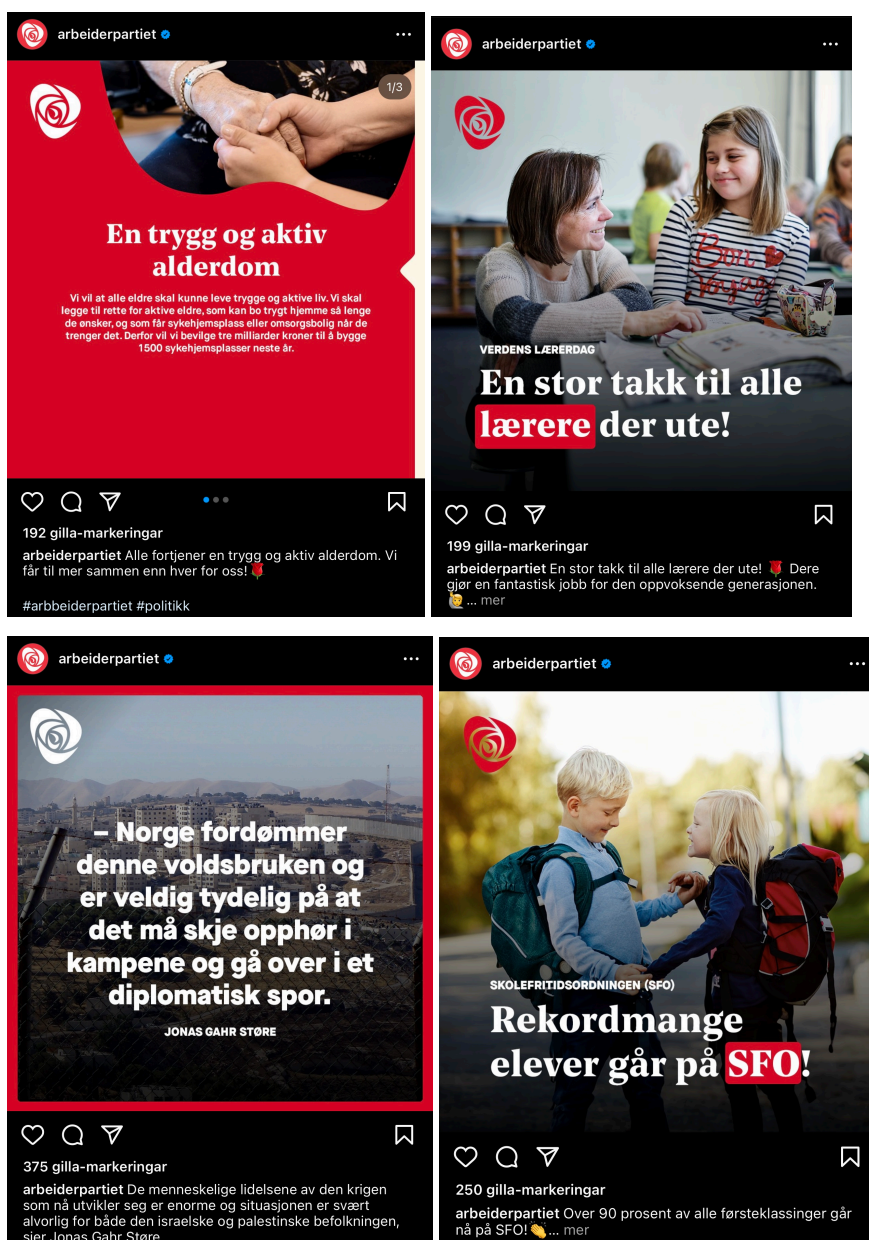 arbeiderpartiet
1/3
En trygg og aktiv
alderdom
Vi vil at alle eldre skal kunne leve trygge og aktive liv. Vi skal
legge til rette for aktive eldre, som kan bo trygt hjemme så lenge
de ønsker, og som får sykehjemsplass eller omsorgsbolig når de
trenger det. Derfor vil vi bevilge tre milliarder kroner til å bygge
1500 sykehjemsplasser neste år.
192 gilla-markeringar
arbeiderpartiet Alle fortjener en trygg og aktiv alderdom. Vi
får til mer sammen enn hver for oss!🌹
#arbbeiderpartiet #politikk
arbeiderpartiet
Bon
voyage
VERDENS LÆRERDAG
En stor takk til alle
lærere der ute!
199 gilla-markeringar
arbeiderpartiet En stor takk til alle lærere der ute! 🌹 Dere
gjør en fantastisk jobb for den oppvoksende generasjonen.
🙋... mer
arbeiderpartiet
– Norge fordømmer
denne voldsbruken og
er veldig tydelig på at
det må skje opphør i
kampene og gå over i et
diplomatisk spor.
JONAS GAHR STØRE
375 gilla-markeringar
arbeiderpartiet De menneskelige lidelsene av den krigen
som nå utvikler seg er enorme og situasjonen er svært
alvorlig for både den israelske og palestinske befolkningen,
sier Jonas Gahr Støre
arbeiderpartiet
SKOLEFRITIDSORDNINGEN (SFO)
Rekordmange
elever går på SFO!
250 gilla-markeringar
arbeiderpartiet Over 90 prosent av alle førsteklassinger går
nå på SFO!👏... mer